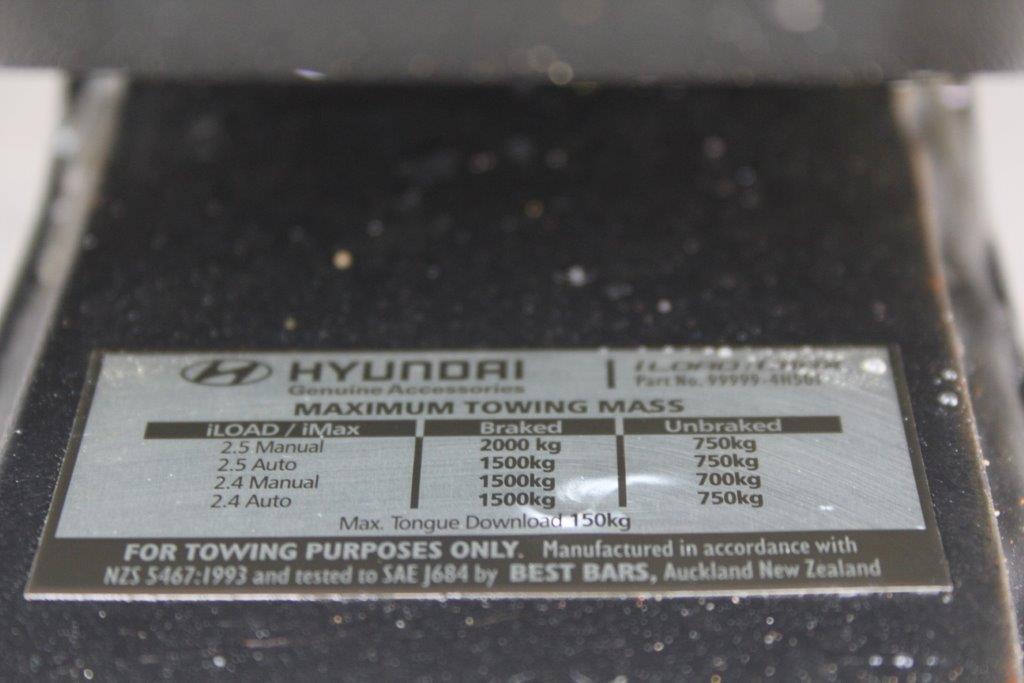 HYUNDAI
Genuine Accessories
iLOAD / iMax
Part No. 99999-4H50
MAXIMUM TOWING MASS
iLOAD / iMax Braked Unbraked
2.5 Manual 2000 kg 750kg
2.5 Auto 1500kg 750kg
2.4 Manual 1500kg 700kg
2.4 Auto 1500kg 750kg
Max. Tongue Download 150kg
FOR TOWING PURPOSES ONLY. Manufactured in accordance with
NZS 5467:1993 and tested to SAE J684 by BEST BARS, Auckland New Zealand